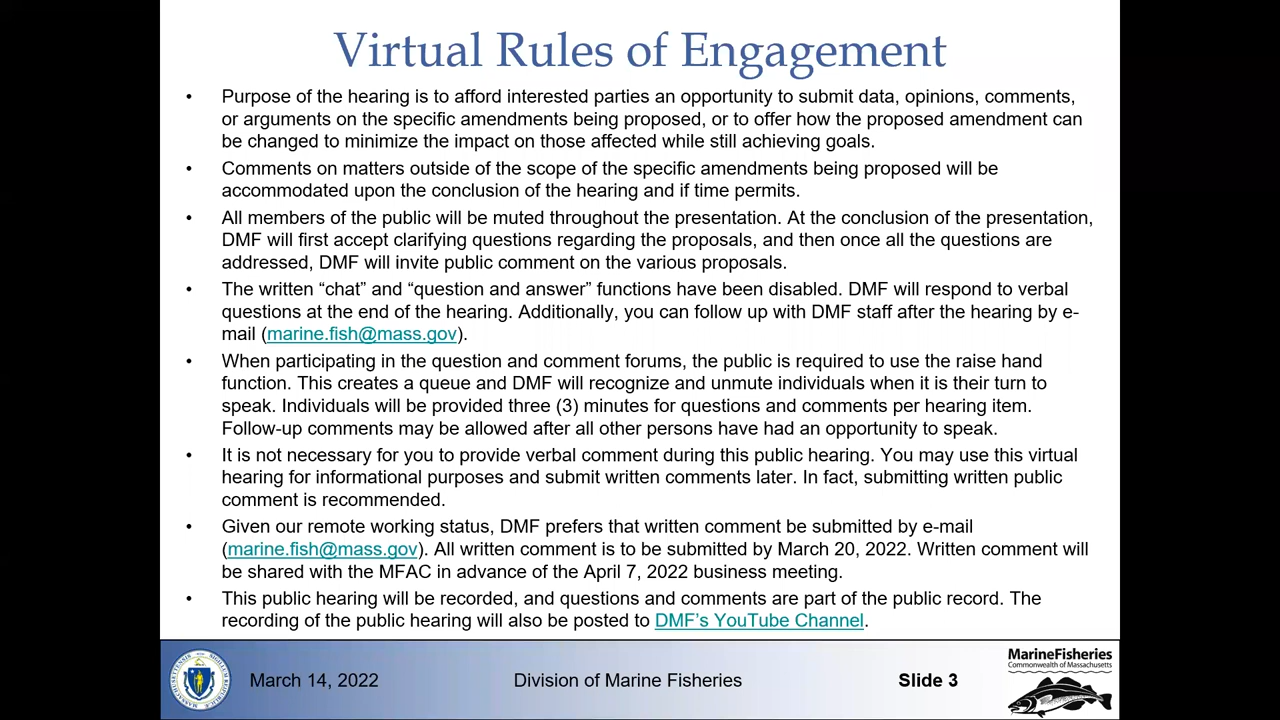 Virtual Rules of Engagement
• Purpose of the hearing is to afford interested parties an opportunity to submit data, opinions, comments,
or arguments on the specific amendments being proposed, or to offer how the proposed amendment can
be changed to minimize the impact on those affected while still achieving goals.
• Comments on matters outside of the scope of the specific amendments being proposed will be
accommodated upon the conclusion of the hearing and if time permits.
• All members of the public will be muted throughout the presentation. At the conclusion of the presentation,
DMF will first accept clarifying questions regarding the proposals, and then once all the questions are
addressed, DMF will invite public comment on the various proposals.
• The written “chat” and “question and answer” functions have been disabled. DMF will respond to verbal
questions at the end of the hearing. Additionally, you can follow up with DMF staff after the hearing by e-
mail (marine.fish@mass.gov).
• When participating in the question and comment forums, the public is required to use the raise hand
function. This creates a queue and DMF will recognize and unmute individuals when it is their turn to
speak. Individuals will be provided three (3) minutes for questions and comments per hearing item.
Follow-up comments may be allowed after all other persons have had an opportunity to speak.
• It is not necessary for you to provide verbal comment during this public hearing. You may use this virtual
hearing for informational purposes and submit written comments later. In fact, submitting written public
comment is recommended.
• Given our remote working status, DMF prefers that written comment be submitted by e-mail
(marine.fish@mass.gov). All written comment is to be submitted by March 20, 2022. Written comment will
be shared with the MFAC in advance of the April 7, 2022 business meeting.
• This public hearing will be recorded, and questions and comments are part of the public record. The
recording of the public hearing will also be posted to DMF’s YouTube Channel.
March 14, 2022
Division of Marine Fisheries
Slide 3
MarineFisheries
Commonwealth of Massachusetts